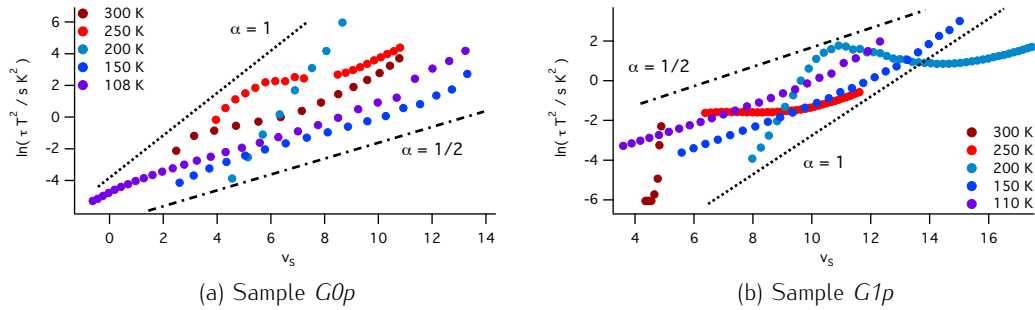 ln( τ T² / s K² )
6
4
2
0
-2
-4
300 K
250 K
200 K
150 K
108 K
α = 1
α = 1/2
0
2
4
6
8
10
12
14
v_S
(a) Sample G0p
ln( τ T² / s K² )
2
0
-2
-4
-6
α = 1/2
α = 1
300 K
250 K
200 K
150 K
110 K
4
6
8
10
12
14
16
v_S
(b) Sample G1p